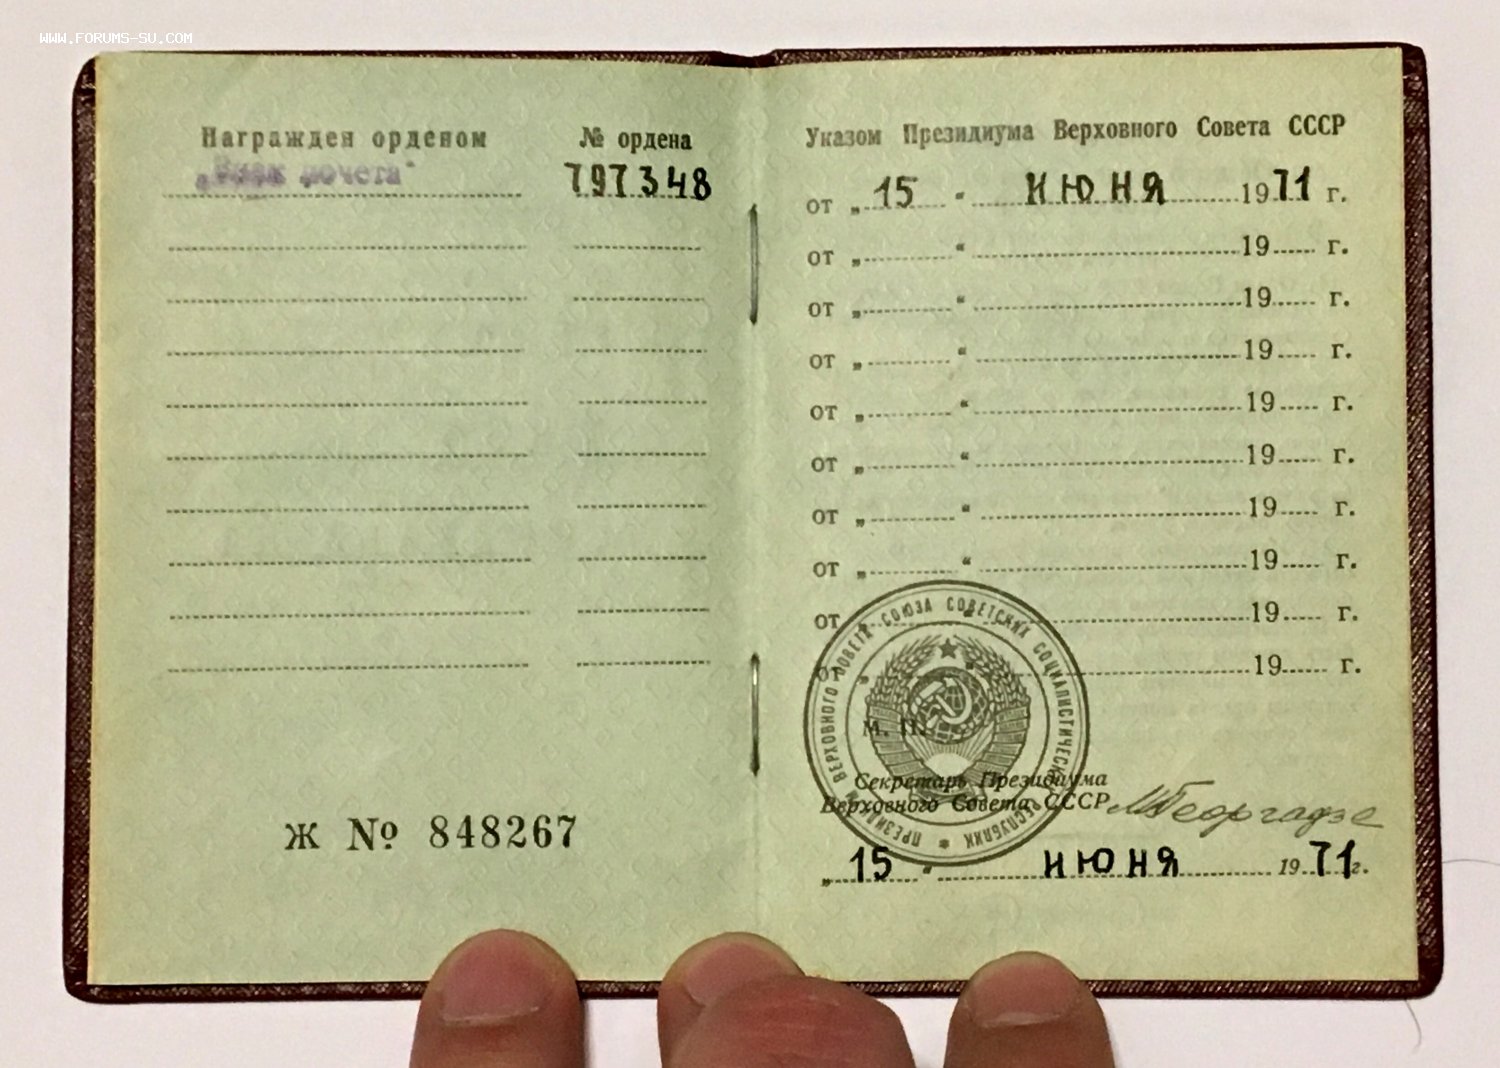 WWW.FORUMS-SU.COM
Награжден орденом № ордена
„Знак почета“ 797348
Ж № 848267
Указом Президиума Верховного Совета СССР
от „ 15 “ ИЮНЯ 1971 г.
от „ “ 19 г.
от „ “ 19 г.
от „ “ 19 г.
от „ “ 19 г.
от „ “ 19 г.
от „ “ 19 г.
от „ “ 19 г.
от „ “ 19 г.
от „ “ 19 г.
ПРЕЗИДИУМ ВЕРХОВНОГО СОВЕТА СОЮЗА СОВЕТСКИХ СОЦИАЛИСТИЧЕСКИХ РЕСПУБЛИК
М. П.
Секретарь Президиума
Верховного Совета СССР МГеоргадзе
„ 15 “ ИЮНЯ 1971 г.